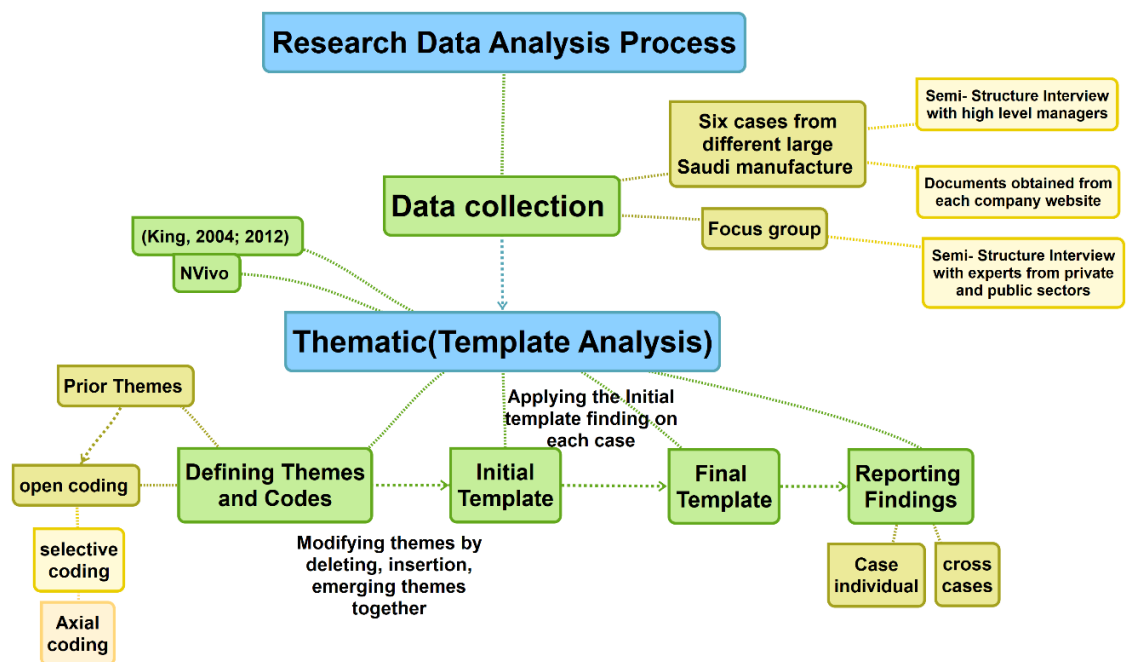 Research Data Analysis Process
Semi- Structure Interview
with high level managers
Six cases from
different large
Saudi manufacture
Documents obtained from
each company website
Data collection
Focus group
(King, 2004; 2012)
NVivo
Semi- Structure Interview
with experts from private
and public sectors
Thematic(Template Analysis)
Prior Themes
Applying the Initial
template finding on
each case
open coding
Defining Themes
and Codes
Initial
Template
Final
Template
Reporting
Findings
selective
coding
Modifying themes by
deleting, insertion,
emerging themes
together
Case
individual
cross
cases
Axial
coding